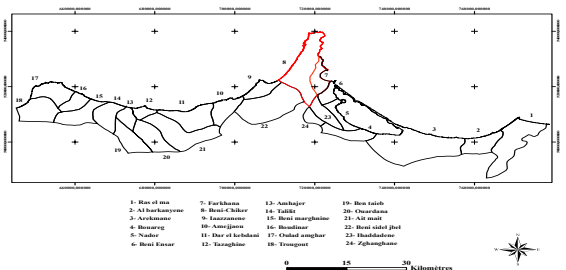 17
16
18
15
14
13
12
11
10
9
8
7
6
5
4
3
2
1
19
20
21
22
23
24
1- Ras el ma
2- Al barkanyene
3- Arekmane
4- Bouareg
5- Nador
6- Beni Ensar
7- Farkhana
8- Beni-Chiker
9- Iaazzanene
10- Amejjaou
11- Dar el kebdani
12- Tazaghine
13- Amhajer
14- Talilit
15- Beni marghnine
16- Boudinar
17- Oulad amghar
18- Trougout
19- Ben taieb
20- Ouardana
21- Ait mait
22- Beni sidel jbel
23- Ihaddadene
24- Zghanghane
0 15 30
Kilomètres